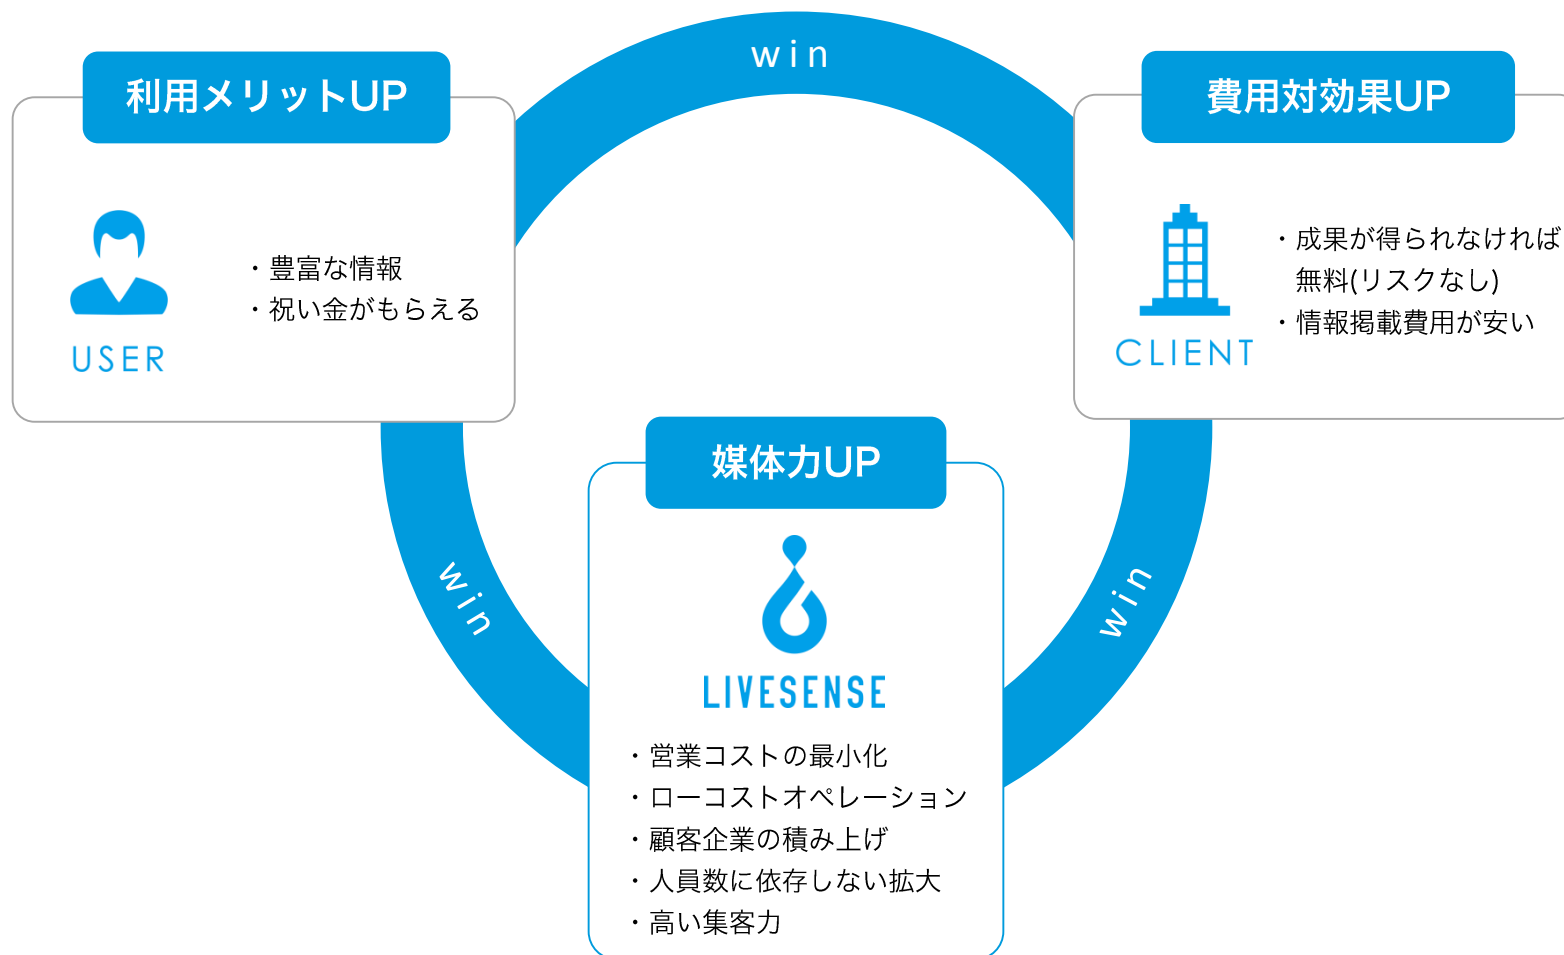 win
利用メリットUP
・豊富な情報
・祝い金がもらえる
USER
費用対効果UP
・成果が得られなければ
無料(リスクなし)
・情報掲載費用が安い
CLIENT
媒体力UP
LIVESENSE
・営業コストの最小化
・ローコストオペレーション
・顧客企業の積み上げ
・人員数に依存しない拡大
・高い集客力
win
win